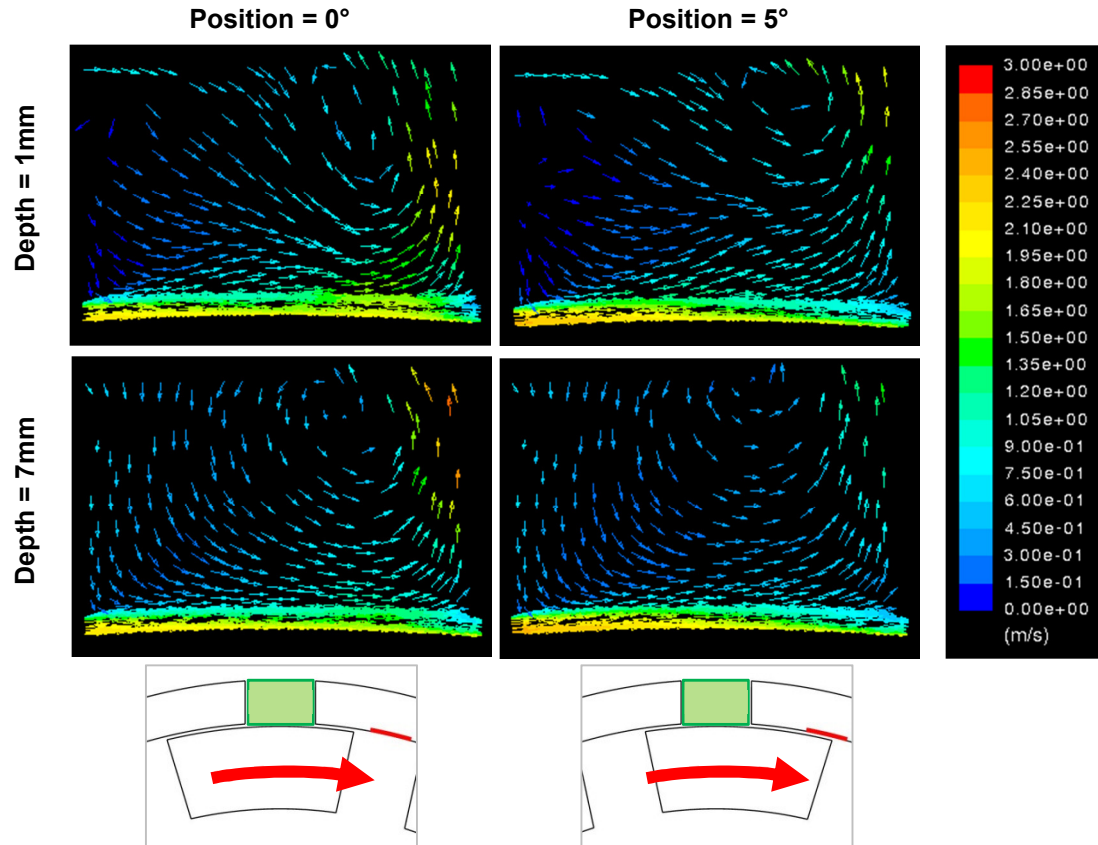 Position = 0°
Position = 5°
Depth = 1mm
Depth = 7mm
3.00e+00
2.85e+00
2.70e+00
2.55e+00
2.40e+00
2.25e+00
2.10e+00
1.95e+00
1.80e+00
1.65e+00
1.50e+00
1.35e+00
1.20e+00
1.05e+00
9.00e-01
7.50e-01
6.00e-01
4.50e-01
3.00e-01
1.50e-01
0.00e+00
(m/s)